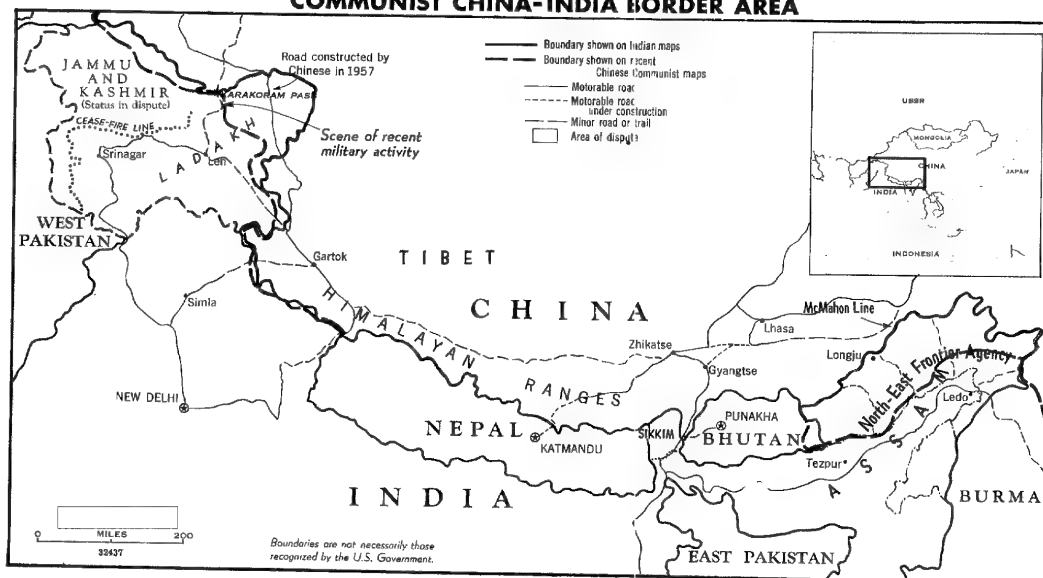 COMMUNIST CHINA-INDIA BORDER AREA
JAMMU
AND
KASHMIR
(Status in dispute)
CEASE-FIRE LINE
Srinagar
Road constructed by
Chinese in 1957
ARAKORAM PASS
Scene of recent
military activity
Leh
LADAKH
Boundary shown on Indian maps
Boundary shown on recent
Chinese Communist maps
Motorable road
Motorable road
under construction
Minor road or trail
Area of dispute
USSR
MONGOLIA
CHINA
JAPAN
INDIA
INDONESIA
WEST
PAKISTAN
Gartok
TIBET
Simla
CHINA
HIMALAYAN
RANGES
McMahon Line
Lhasa
Zhikatse
Gyangtse
Longju
North-East Frontier Agency
Ledo
NEW DELHI
NEPAL
KATMANDU
SIKKIM
PUNAKHA
BHUTAN
Tezpur
ASSAM
INDIA
BURMA
EAST PAKISTAN
0 MILES 200
32437
Boundaries are not necessarily those
recognized by the U.S. Government.